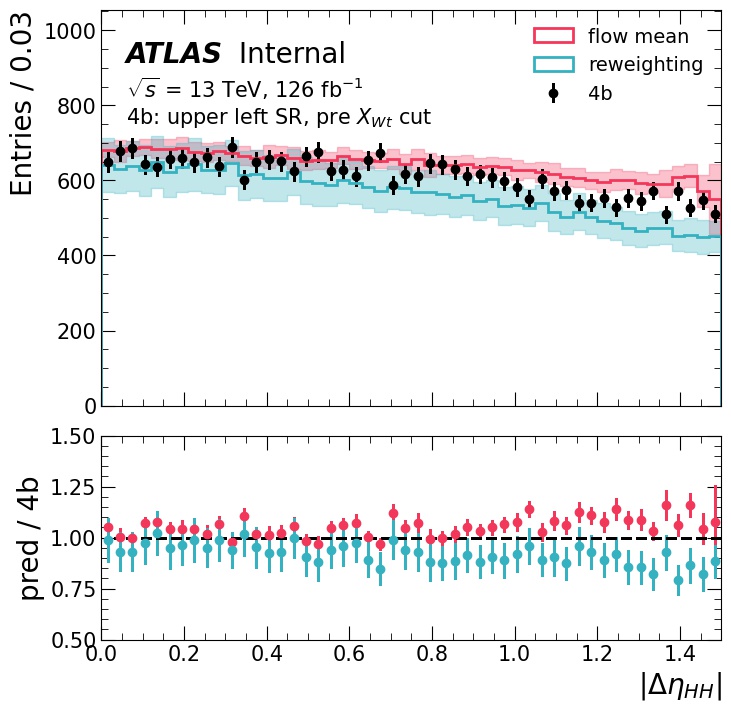 1000
800
600
400
200
0
Entries / 0.03
ATLAS Internal
√s = 13 TeV, 126 fb⁻¹
4b: upper left SR, pre X_Wt cut
flow mean
reweighting
4b
1.50
1.25
1.00
0.75
0.50
pred / 4b
0.0 0.2 0.4 0.6 0.8 1.0 1.2 1.4
|Δη_HH|